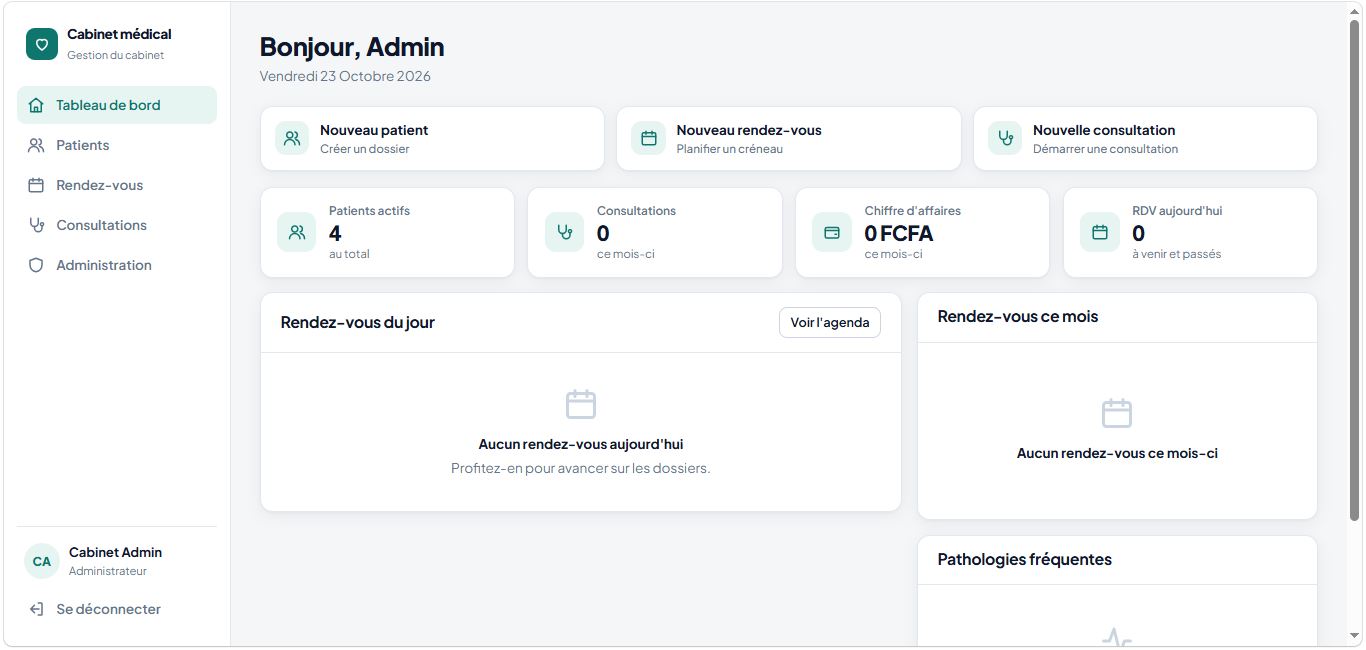 Cabinet médical
Gestion du cabinet
Tableau de bord
Patients
Rendez-vous
Consultations
Administration
CA
Cabinet Admin
Administrateur
Se déconnecter
Bonjour, Admin
Vendredi 23 Octobre 2026
Nouveau patient
Créer un dossier
Nouveau rendez-vous
Planifier un créneau
Nouvelle consultation
Démarrer une consultation
Patients actifs
4
au total
Consultations
0
ce mois-ci
Chiffre d'affaires
0 FCFA
ce mois-ci
RDV aujourd'hui
0
à venir et passés
Rendez-vous du jour
Voir l'agenda
Aucun rendez-vous aujourd'hui
Profitez-en pour avancer sur les dossiers.
Rendez-vous ce mois
Aucun rendez-vous ce mois-ci
Pathologies fréquentes